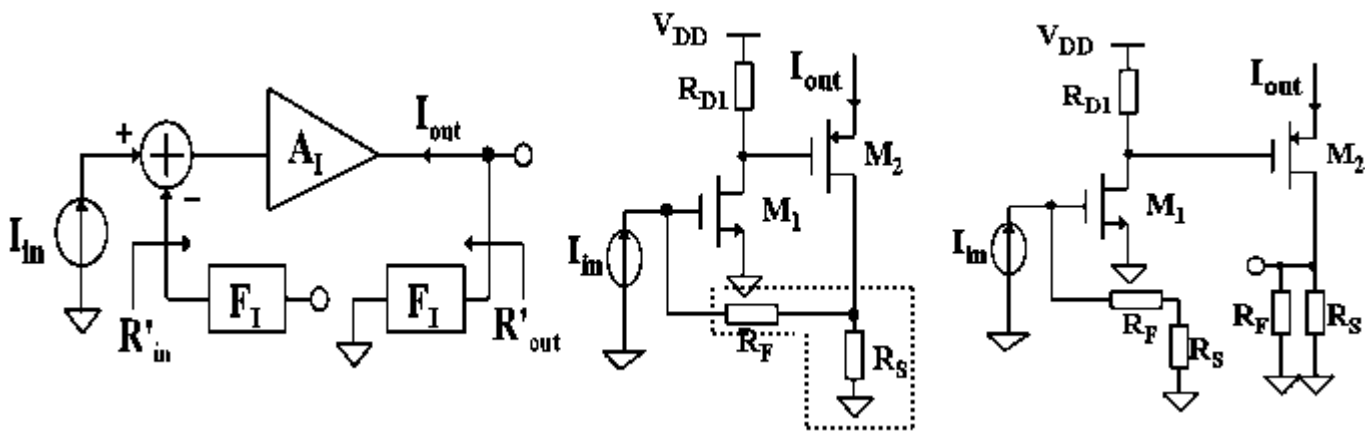 +
I_in
+
−
A_I
I_out
F_I
F_I
R'_in
R'_out
V_DD
R_D1
I_out
M_2
M_1
I_in
R_F
R_S
V_DD
R_D1
I_out
M_2
M_1
I_in
R_F
R_S
R_F
R_S